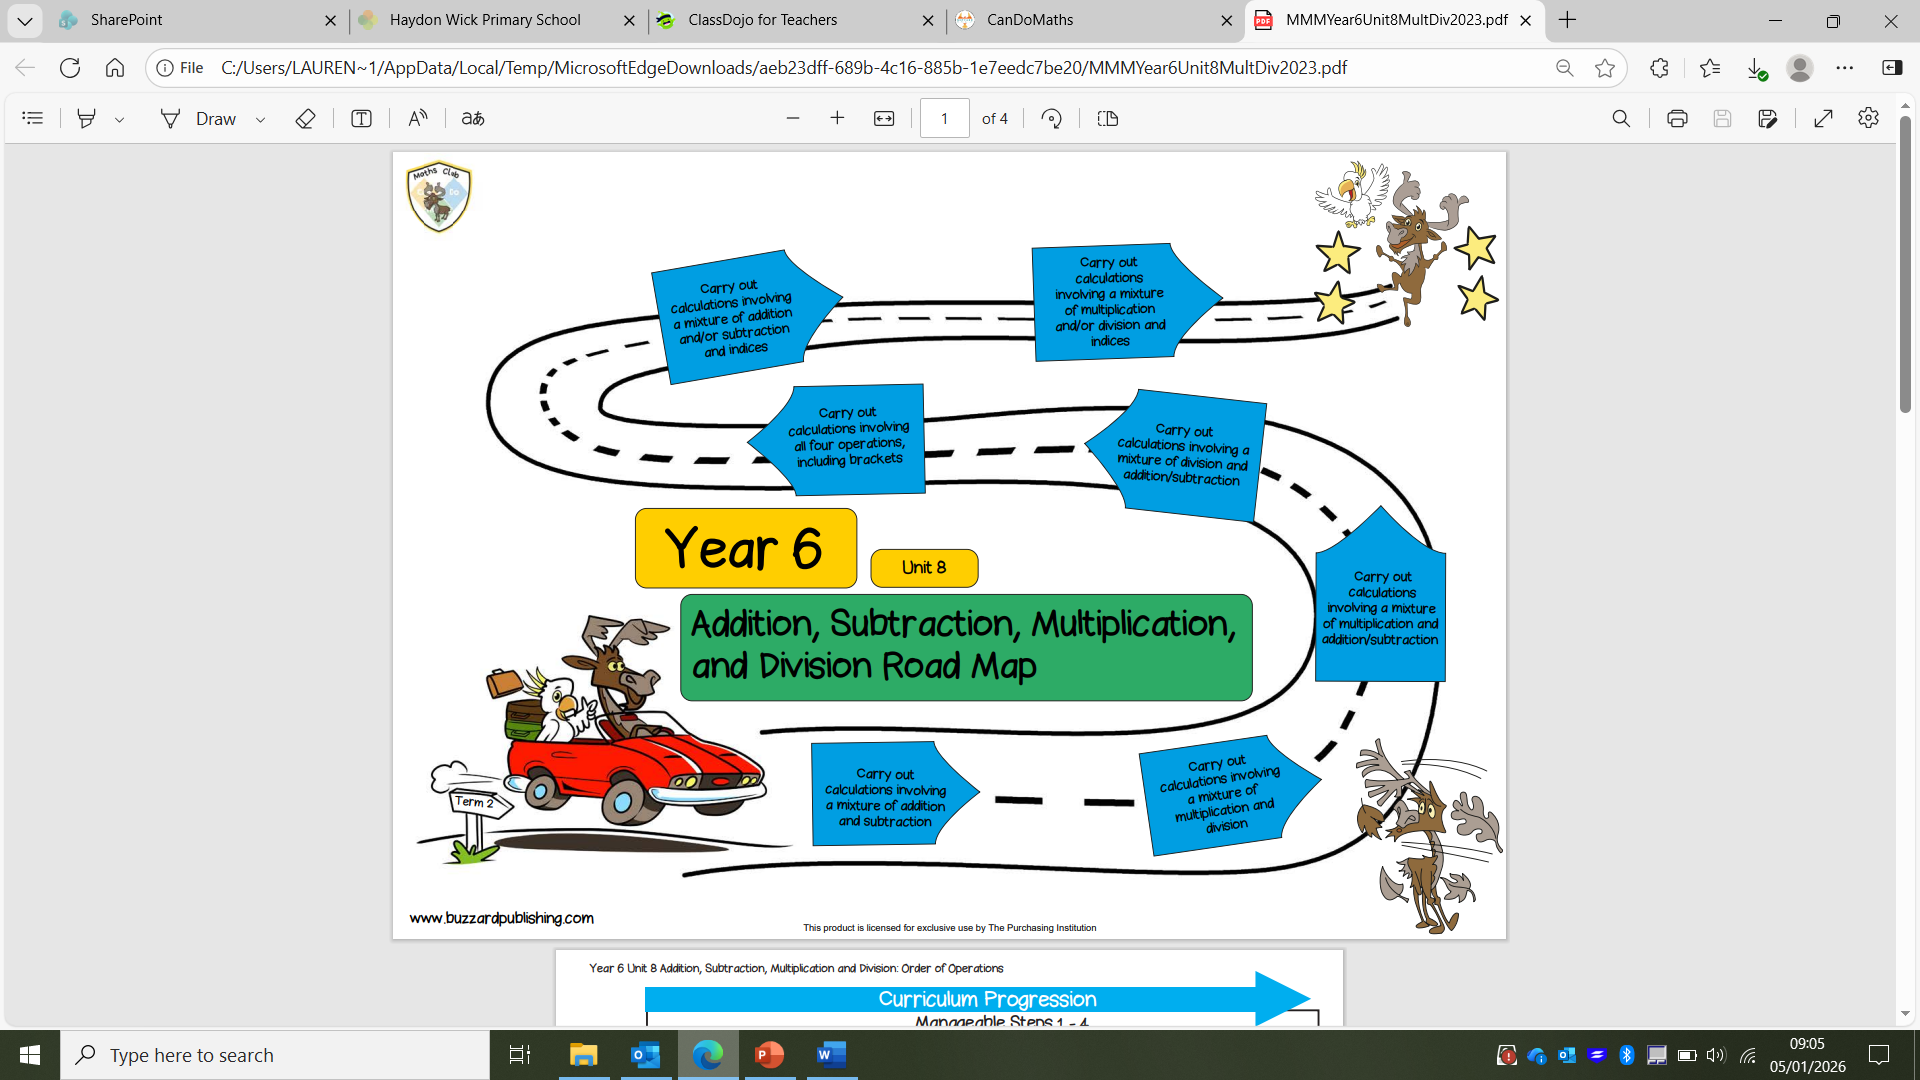 SharePoint
Haydon Wick Primary School
ClassDojo for Teachers
CanDoMaths
MMMYear6Unit8MultDiv2023.pdf
File
C:/Users/LAUREN~1/AppData/Local/Temp/MicrosoftEdgeDownloads/aeb23dff-689b-4c16-885b-1e7eedc7be20/MMMYear6Unit8MultDiv2023.pdf
Draw
1
of 4
Maths Club
Carry out
calculations involving
a mixture of addition
and/or subtraction
and indices
Carry out
calculations
involving a mixture
of multiplication
and/or division and
indices
Carry out
calculations involving
all four operations,
including brackets
Carry out
calculations involving a
mixture of division and
addition/subtraction
Year 6
Unit 8
Carry out
calculations
involving a mixture
of multiplication and
addition/subtraction
Addition, Subtraction, Multiplication,
and Division Road Map
Carry out
calculations involving
a mixture of addition
and subtraction
Carry out
calculations involving
a mixture of
multiplication and
division
Term 2
www.buzzardpublishing.com
This product is licensed for exclusive use by The Purchasing Institution
Year 6 Unit 8 Addition, Subtraction, Multiplication and Division: Order of Operations
Curriculum Progression
Manageable Steps 1 - 4
Type here to search
09:05
05/01/2026